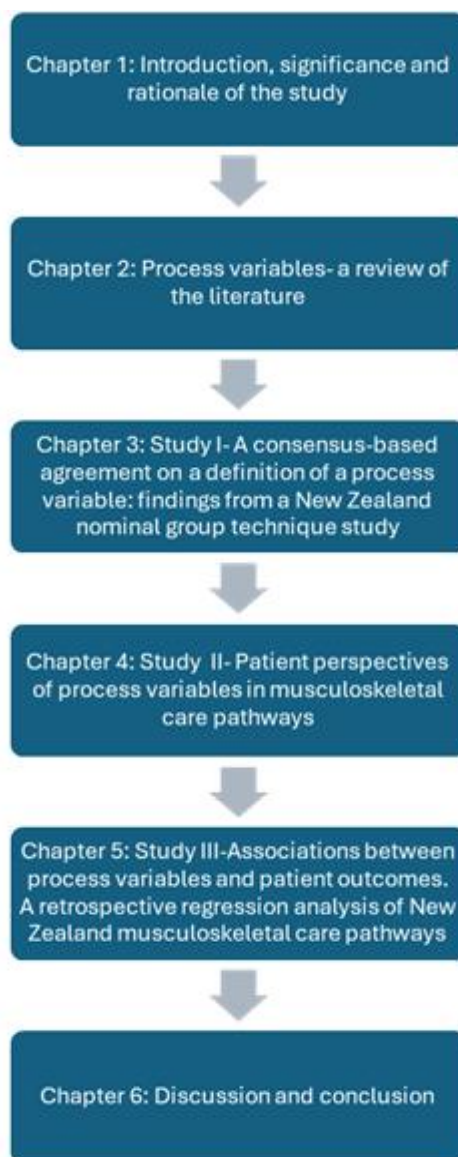 Chapter 1: Introduction, significance and
rationale of the study
Chapter 2: Process variables- a review of
the literature
Chapter 3: Study I- A consensus-based
agreement on a definition of a process
variable: findings from a New Zealand
nominal group technique study
Chapter 4: Study  II- Patient perspectives
of process variables in musculoskeletal
care pathways
Chapter 5: Study III-Associations between
process variables and patient outcomes.
A retrospective regression analysis of New
Zealand musculoskeletal care pathways
Chapter 6: Discussion and conclusion